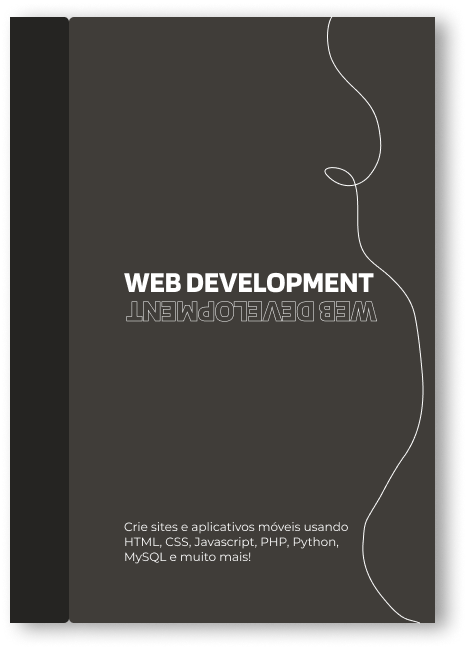 WEB DEVELOPMENT
WEB DEVELOPMENT
Crie sites e aplicativos móveis usando
HTML, CSS, Javascript, PHP, Python,
MySQL e muito mais!